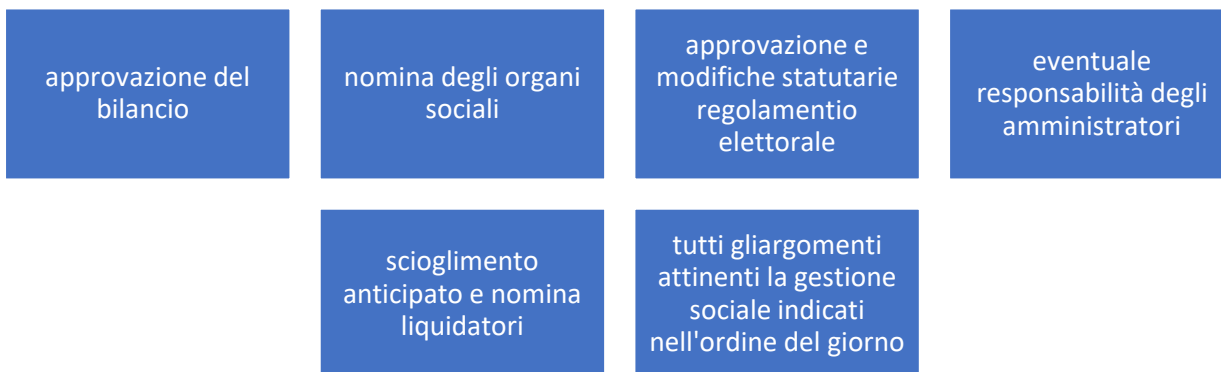 approvazione del
bilancio
nomina degli organi
sociali
approvazione e
modifiche statutarie
regolamentio
elettorale
eventuale
responsabilità degli
amministratori
scioglimento
anticipato e nomina
liquidatori
tutti gliargomenti
attinenti la gestione
sociale indicati
nell'ordine del giorno